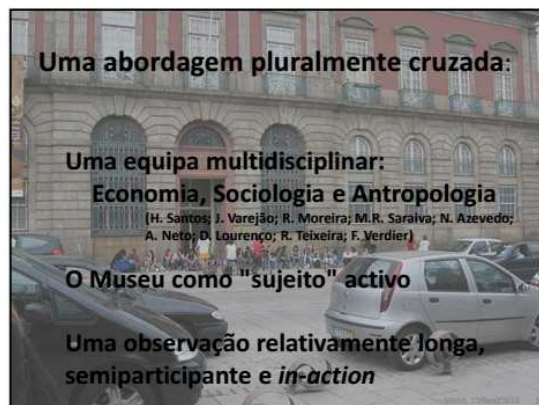 Uma abordagem pluralmente cruzada:
Uma equipa multidisciplinar:
Economia, Sociologia e Antropologia
(H. Santos; J. Varejão; R. Moreira; M.R. Saraiva; N. Azevedo;
A. Neto; D. Lourenço; R. Teixeira; F. Verdier)
O Museu como "sujeito" activo
Uma observação relativamente longa,
semiparticipante e in-action